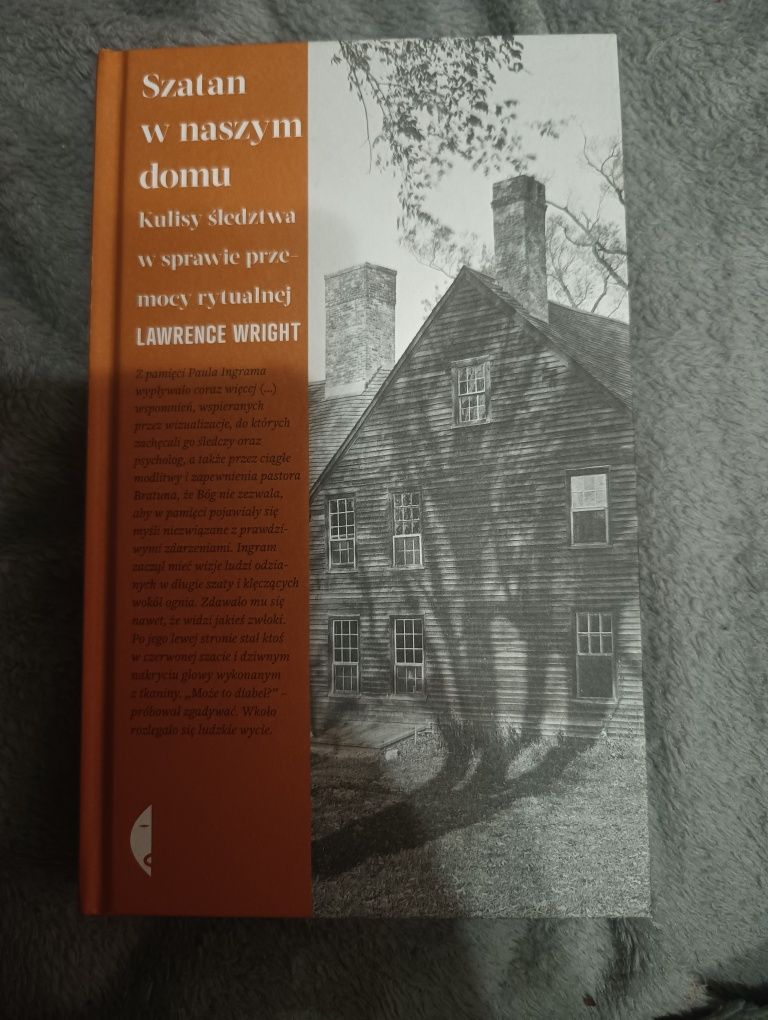 Szatan
w naszym
domu
Kulisy śledztwa
w sprawie prze-
mocy rytualnej
LAWRENCE WRIGHT
Z pamięci Paula Ingrama
wypływało coraz więcej (...)
wspomnień, wspieranych
przez wizualizacje, do których
zachęcali go śledczy oraz
psycholog, a także przez ciągłe
modlitwy i zapewnienia pastora
Bratuna, że Bóg nie zezwala,
aby w pamięci pojawiały się
myśli niezwiązane z prawdzi-
wymi zdarzeniami. Ingram
zaczął mieć wizje ludzi odzia-
nych w długie szaty i klęczących
wokół ognia. Zdawało mu się
nawet, że widzi jakieś zwłoki.
Po jego lewej stronie stał ktoś
w czerwonej szacie i dziwnym
nakryciu głowy wykonanym
z tkaniny. „Może to diabeł?” –
próbował zgadywać. Wkoło
rozlegało się ludzkie wycie.